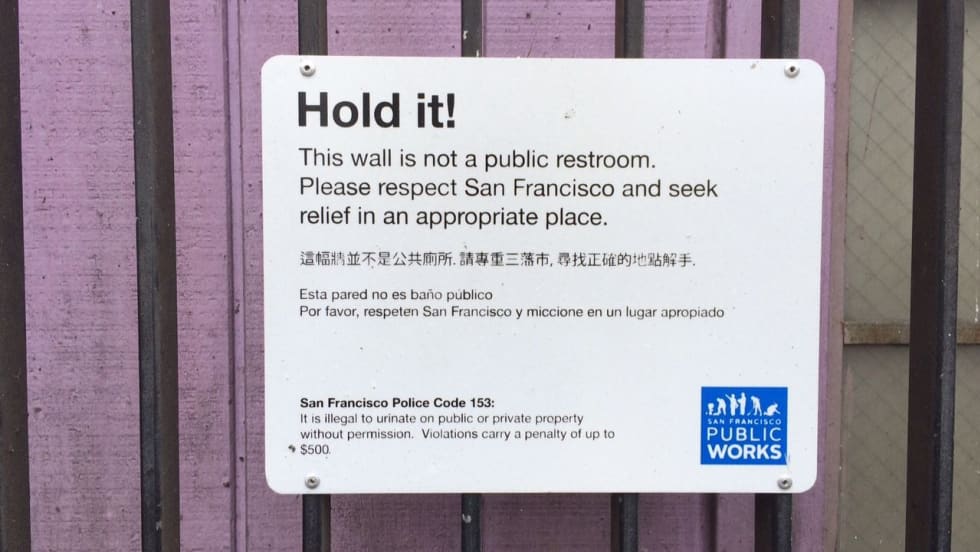 Hold it!
This wall is not a public restroom.
Please respect San Francisco and seek
relief in an appropriate place.
這幅牆並不是公共廁所. 請專重三落市, 尋找正確的地點解手.
Esta pared no es baño público
Por favor, respeten San Francisco y miccione en un lugar apropiado
San Francisco Police Code 153:
It is illegal to urinate on public or private property
without permission. Violations carry a penalty of up to
$500.
SAN FRANCISCO
PUBLIC
WORKS